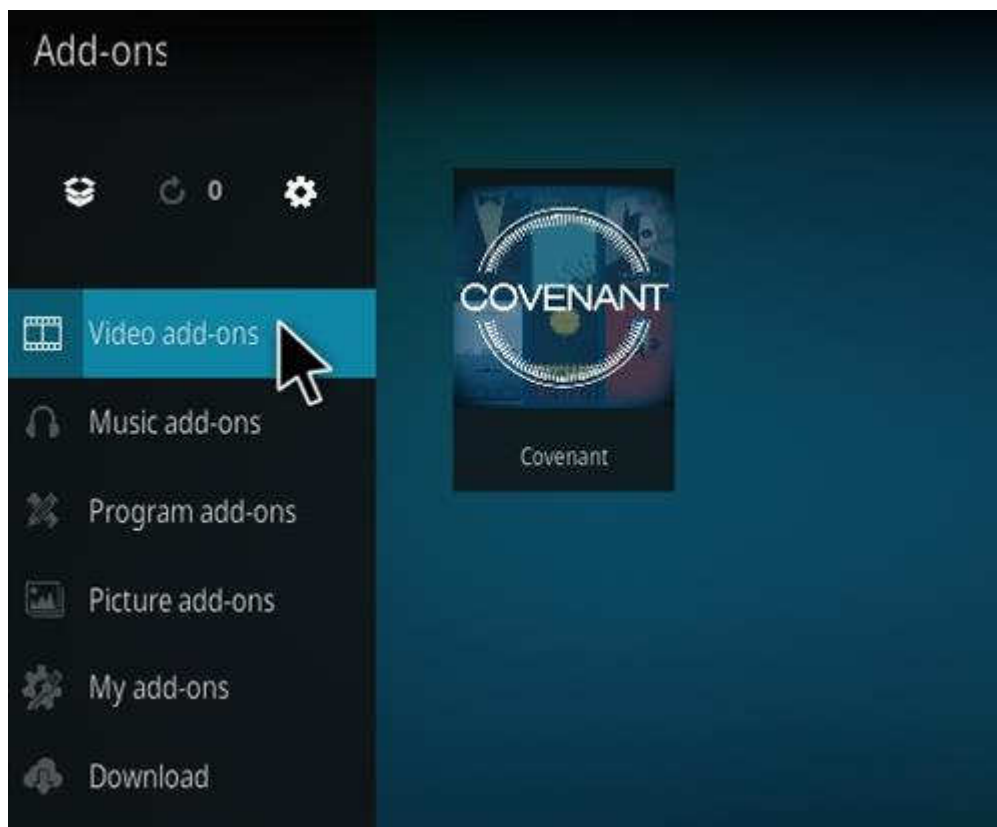 Add-ons
0
Video add-ons
COVENANT
Music add-ons
Covenant
Program add-ons
Picture add-ons
My add-ons
Download